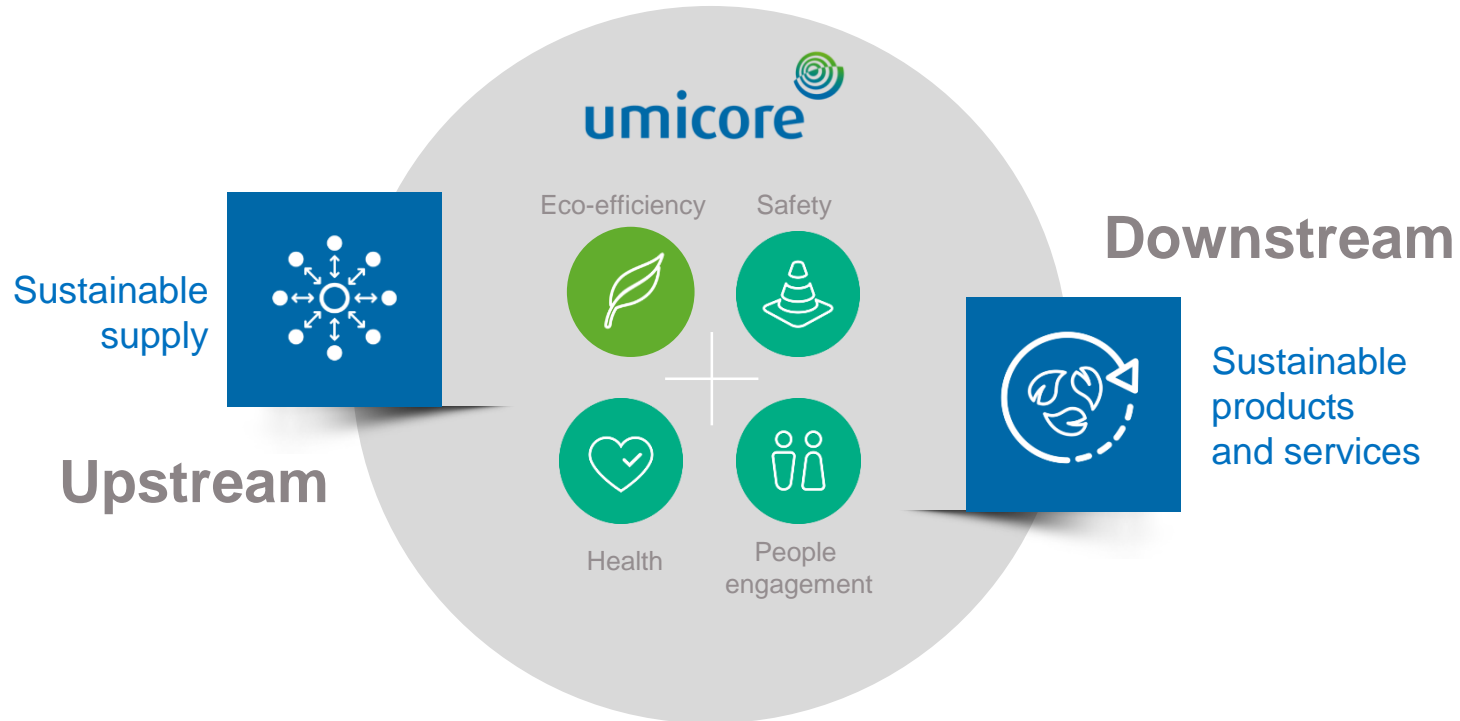 umicore
Eco-efficiency
Safety
Sustainable
supply
Upstream
Health
People
engagement
Downstream
Sustainable
products
and services